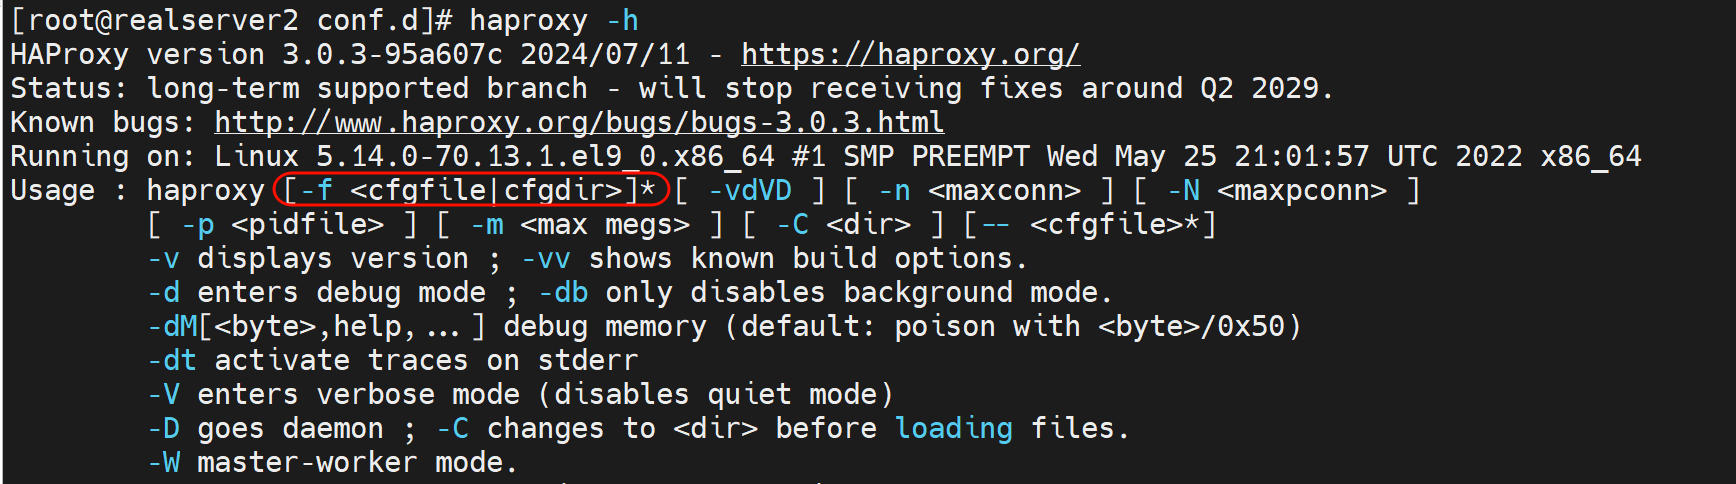 [root@realserver2 conf.d]# haproxy -h
HAProxy version 3.0.3-95a607c 2024/07/11 - https://haproxy.org/
Status: long-term supported branch - will stop receiving fixes around Q2 2029.
Known bugs: http://www.haproxy.org/bugs/bugs-3.0.3.html
Running on: Linux 5.14.0-70.13.1.el9_0.x86_64 #1 SMP PREEMPT Wed May 25 21:01:57 UTC 2022 x86_64
Usage : haproxy [-f <cfgfile|cfgdir>]* [ -vdVD ] [ -n <maxconn> ] [ -N <maxpconn> ]
[ -p <pidfile> ] [ -m <max megs> ] [ -C <dir> ] [-- <cfgfile>*]
-v displays version ; -vv shows known build options.
-d enters debug mode ; -db only disables background mode.
-dM[<byte>,help,...] debug memory (default: poison with <byte>/0x50)
-dt activate traces on stderr
-V enters verbose mode (disables quiet mode)
-D goes daemon ; -C changes to <dir> before loading files.
-W master-worker mode.